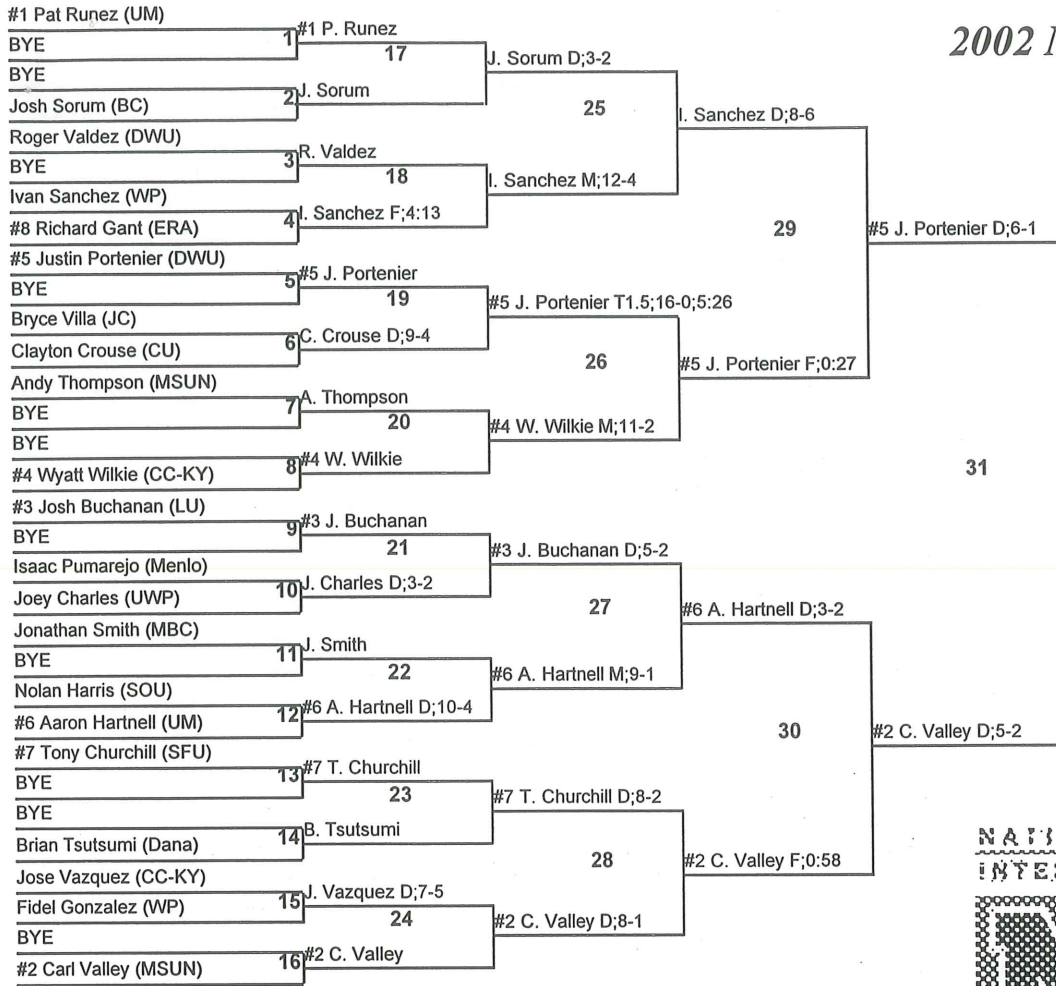 2002
#1 Pat Runez (UM)
BYE
BYE
Josh Sorum (BC)
Roger Valdez (DWU)
BYE
Ivan Sanchez (WP)
#8 Richard Gant (ERA)
#5 Justin Portenier (DWU)
BYE
Bryce Villa (JC)
Clayton Crouse (CU)
Andy Thompson (MSUN)
BYE
BYE
#4 Wyatt Wilkie (CC-KY)
#3 Josh Buchanan (LU)
BYE
Isaac Pumarejo (Menlo)
Joey Charles (UWP)
Jonathan Smith (MBC)
BYE
Nolan Harris (SOU)
#6 Aaron Hartnell (UM)
#7 Tony Churchill (SFU)
BYE
BYE
Brian Tsutsumi (Dana)
Jose Vazquez (CC-KY)
Fidel Gonzalez (WP)
BYE
#2 Carl Valley (MSUN)
1 #1 P. Runez
17
2 J. Sorum
3 R. Valdez
18
4 I. Sanchez F;4:13
5 #5 J. Portenier
19
6 C. Crouse D;9-4
7 A. Thompson
20
8 #4 W. Wilkie
9 #3 J. Buchanan
21
10 J. Charles D;3-2
11 J. Smith
22
12 #6 A. Hartnell D;10-4
13 #7 T. Churchill
23
14 B. Tsutsumi
15 J. Vazquez D;7-5
24
16 #2 C. Valley
J. Sorum D;3-2
25
I. Sanchez M;12-4
#5 J. Portenier T1.5;16-0;5:26
26
#4 W. Wilkie M;11-2
#3 J. Buchanan D;5-2
27
#6 A. Hartnell M;9-1
#7 T. Churchill D;8-2
28
#2 C. Valley D;8-1
I. Sanchez D;8-6
29
#5 J. Portenier F;0:27
#6 A. Hartnell D;3-2
30
#2 C. Valley F;0:58
#5 J. Portenier D;6-1
31
#2 C. Valley D;5-2
NATI
INTE